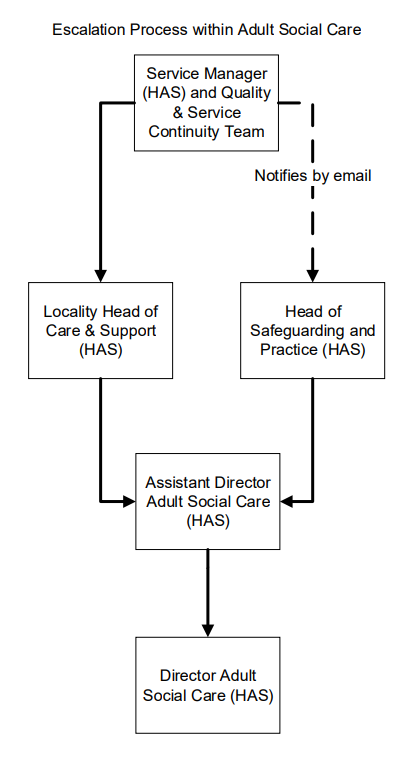 Escalation Process within Adult Social Care
Service Manager
(HAS) and Quality
& Service
Continuity Team
Notifies by email
Locality Head of
Care & Support
(HAS)
Head of
Safeguarding and
Practice (HAS)
Assistant Director
Adult Social Care
(HAS)
Director Adult
Social Care (HAS)